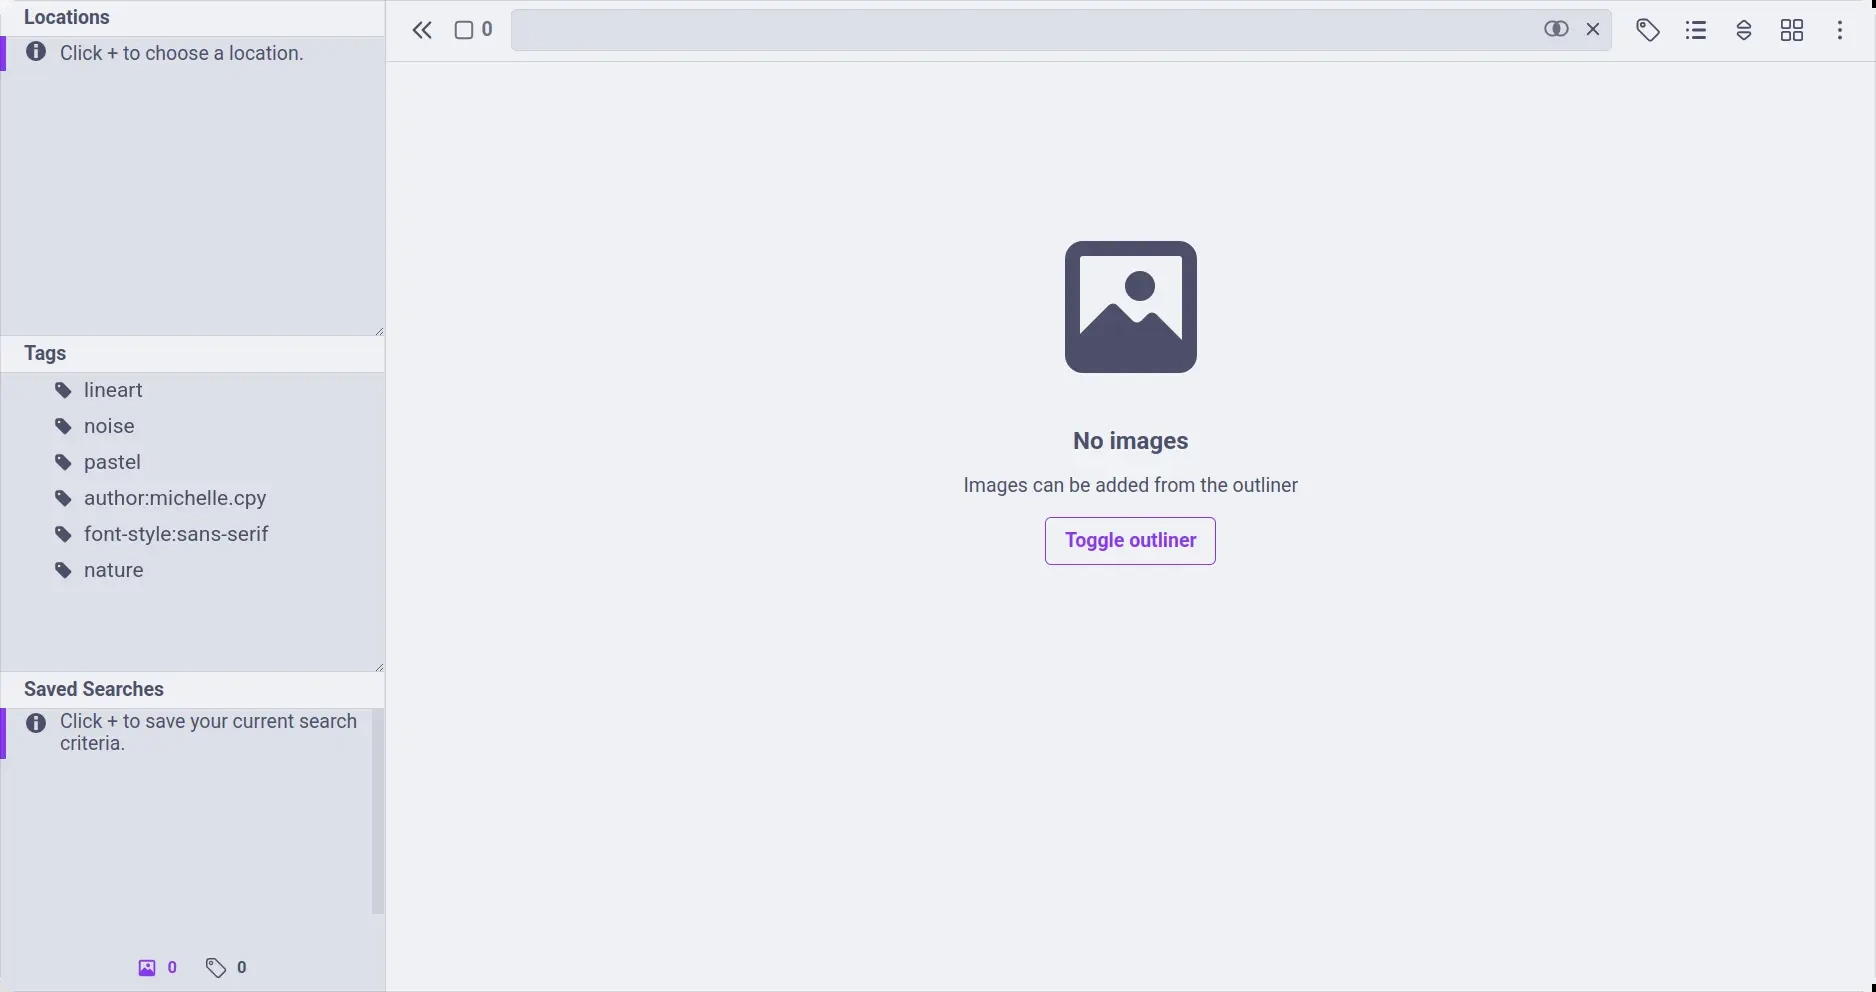 Locations
Click + to choose a location.
Tags
lineart
noise
pastel
author:michelle.cpy
font-style:sans-serif
nature
Saved Searches
Click + to save your current search
criteria.
0
0
0
No images
Images can be added from the outliner
Toggle outliner